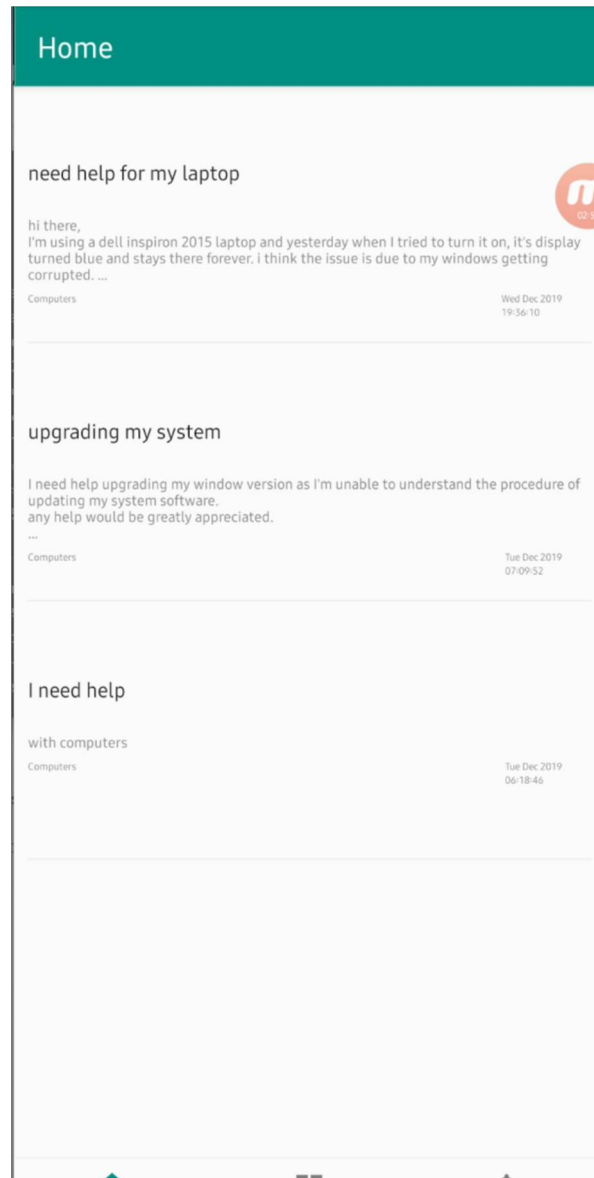 Home
need help for my laptop
hi there,
I'm using a dell inspiron 2015 laptop and yesterday when I tried to turn it on, it's display
turned blue and stays there forever. i think the issue is due to my windows getting
corrupted. ...
Computers
Wed Dec 2019
19:36:10
upgrading my system
I need help upgrading my window version as I'm unable to understand the procedure of
updating my system software.
any help would be greatly appreciated.
...
Computers
Tue Dec 2019
07:09:52
I need help
with computers
Computers
Tue Dec 2019
06:18:46